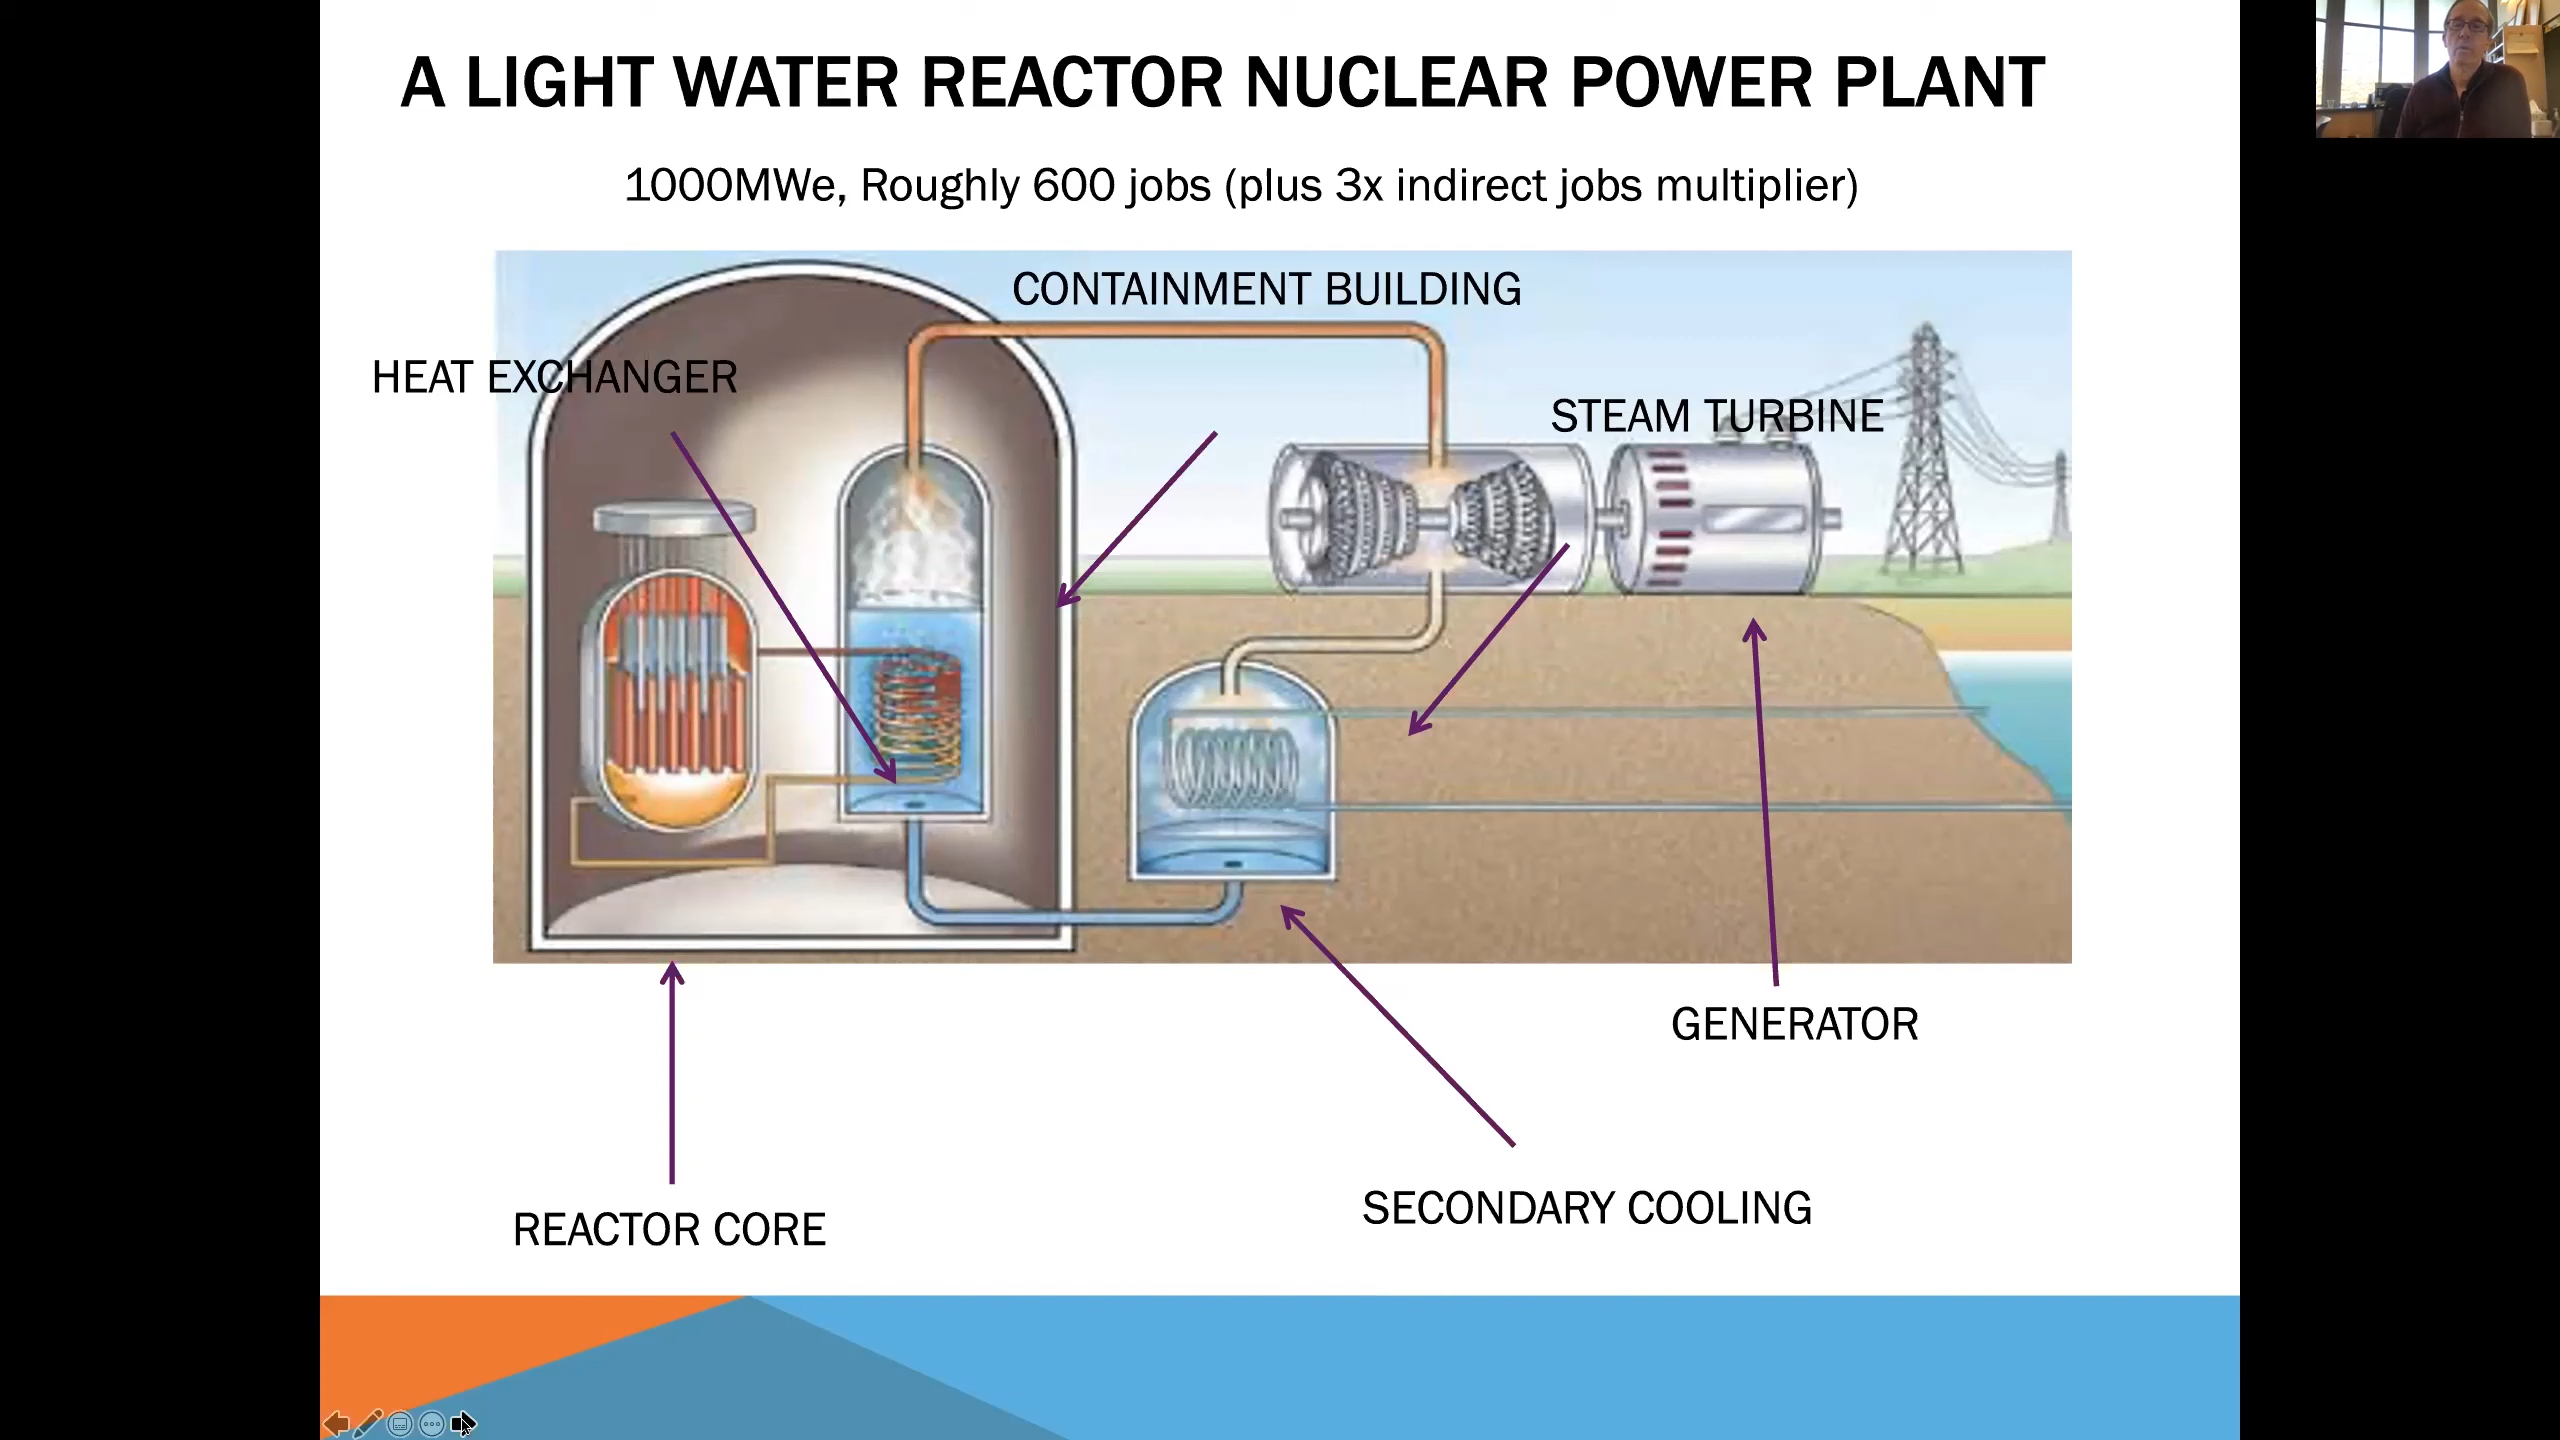 A LIGHT WATER REACTOR NUCLEAR POWER PLANT
1000MWe, Roughly 600 jobs (plus 3x indirect jobs multiplier)
CONTAINMENT BUILDING
HEAT EXCHANGER
STEAM TURBINE
GENERATOR
SECONDARY COOLING
REACTOR CORE